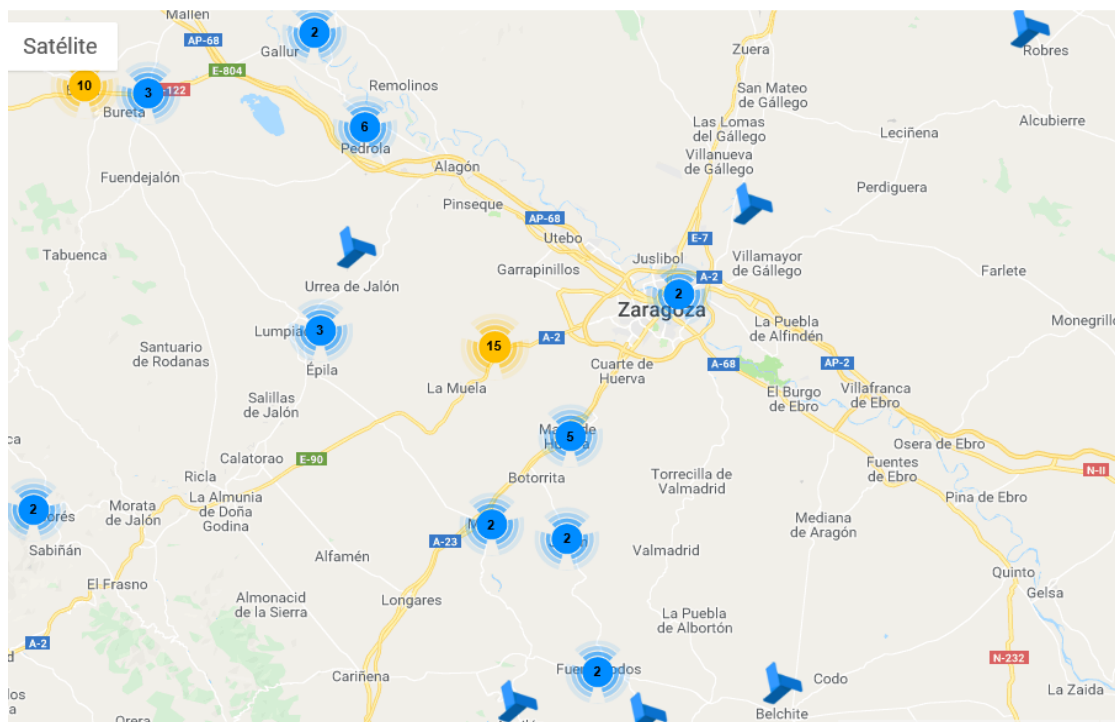 Mallén
Satélite
AP-68
2
Gallur
E-804
Zuera
Robres
10
3
-122
Bureta
Remolinos
San Mateo
de Gállego
6
Pedrola
Las Lomas
del Gállego
Leciñena
Alcubierre
Villanueva
de Gállego
Alagón
Fuendejalón
Perdiguera
Pinseque
AP-68
Utebo
E-7
Tabuenca
Juslibol
Villamayor
de Gállego
Garrapinillos
A-2
Farlete
Urrea de Jalón
2
Zaragoza
Monegrillo
La Puebla
de Alfindén
Lumpia
3
Épila
15
A-2
Santuario
de Rodanas
Cuarte de
Huerva
A-68
AP-2
La Muela
Salillas
de Jalón
El Burgo
de Ebro
Villafranca
de Ebro
5
Osera de Ebro
E-90
Calatorao
Ricla
Botorrita
Torrecilla de
Valmadrid
Fuentes
de Ebro
N-II
La Almunia
de Doña
Godina
Morata
de Jalón
2
Pina de Ebro
Mediana
de Aragón
2
2
A-23
Sabiñán
Alfamén
Valmadrid
El Frasno
Quinto
Gelsa
Almonacid
de la Sierra
Longares
La Puebla
de Albortón
A-2
N-232
2
Cariñena
Codo
La Zaida
Belchite
Orera